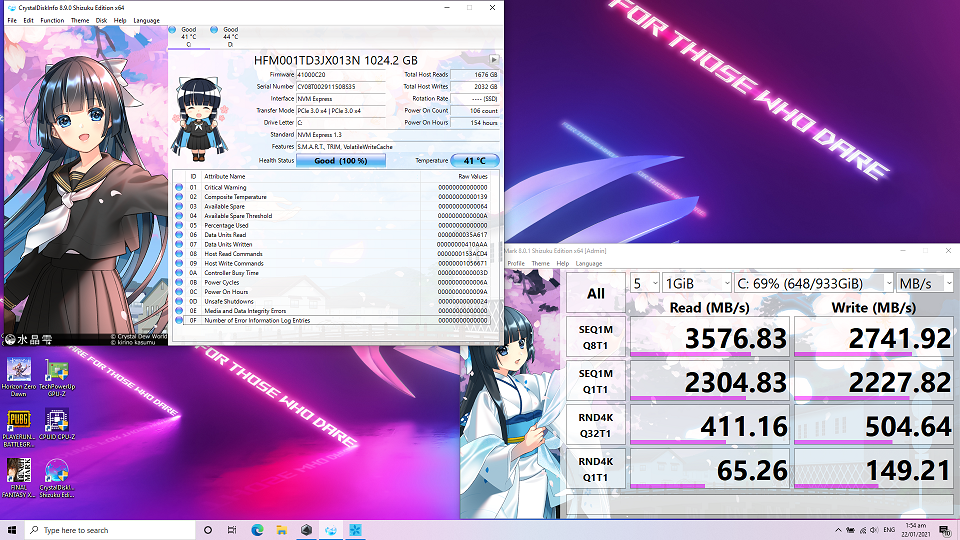 CrystalDiskInfo 8.9.0 Shizuku Edition x64
File Edit Function Theme Disk Help Language
Good Good
41 °C 44 °C
C: D:
HFM001TD3JX013N 1024.2 GB
Firmware 41000C20 Total Host Reads 1676 GB
Serial Number CY08T002911508535 Total Host Writes 2032 GB
Interface NVM Express Rotation Rate ---- (SSD)
Transfer Mode PCIe 3.0 x4 | PCIe 3.0 x4 Power On Count 106 count
Drive Letter C: Power On Hours 154 hours
Standard NVM Express 1.3
Features S.M.A.R.T., TRIM, VolatileWriteCache
Health Status Good (100 %) Temperature 41 °C
ID Attribute Name Raw Values
01 Critical Warning 00000000000000
02 Composite Temperature 00000000000139
03 Available Spare 00000000000064
04 Available Spare Threshold 0000000000000A
05 Percentage Used 00000000000000
06 Data Units Read 0000000035A617
07 Data Units Written 00000000410AAA
08 Host Read Commands 0000000153ACD4
09 Host Write Commands 00000001056671
0A Controller Busy Time 0000000000003D
0B Power Cycles 0000000000006A
0C Power On Hours 0000000000009A
0D Unsafe Shutdowns 00000000000024
0E Media and Data Integrity Errors 00000000000000
0F Number of Error Information Log Entries 00000000000000
水晶雫
© Crystal Dew World
© kirino kasumu
FOR THOSE WHO DARE
Mark 8.0.1 Shizuku Edition x64 [Admin]
Profile Theme Help Language
All 5 1GiB C: 69% (648/933GiB) MB/s
Read (MB/s) Write (MB/s)
SEQ1M
Q8T1 3576.83 2741.92
SEQ1M
Q1T1 2304.83 2227.82
RND4K
Q32T1 411.16 504.64
RND4K
Q1T1 65.26 149.21
ARE FOR THOSE WHO DARE
FOR THOSE WHO DARE
Horizon Zero
Dawn
TechPowerUp
GPU-Z
PUBG
PLAYERUN...
BATTLEGR...
CPUID CPU-Z
FINAL
FANTASY X...
CrystalDiskI...
Shizuku Edi...
Type here to search
ENG
1:54 am
22/01/2021